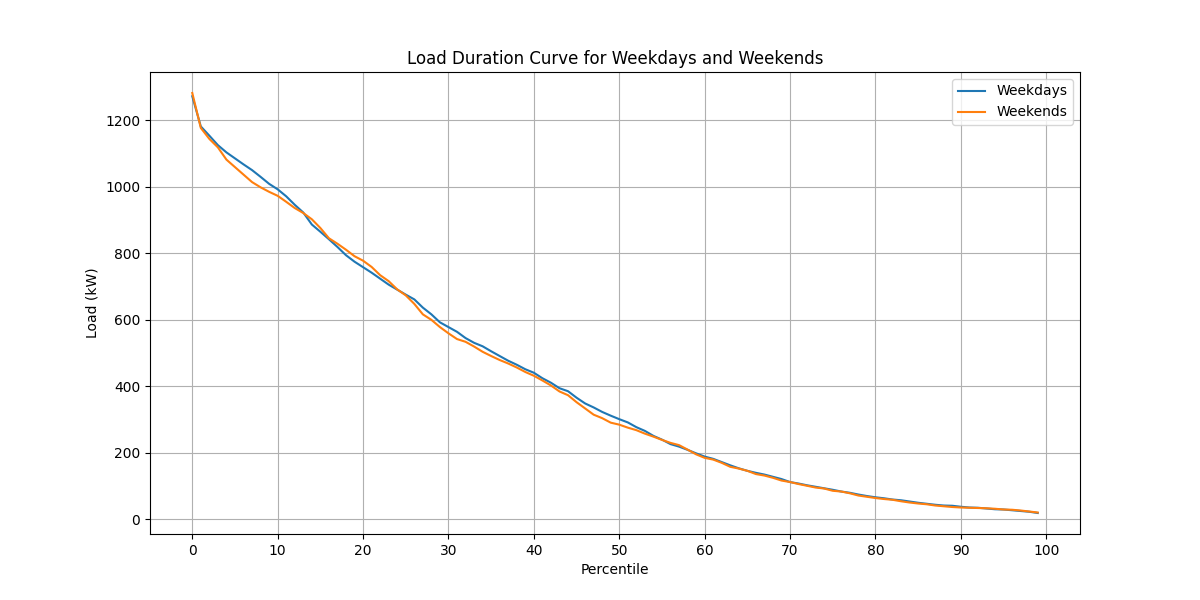 Load Duration Curve for Weekdays and Weekends
Weekdays
Weekends
1200
1000
800
600
400
200
0
Load (kW)
0 10 20 30 40 50 60 70 80 90 100
Percentile